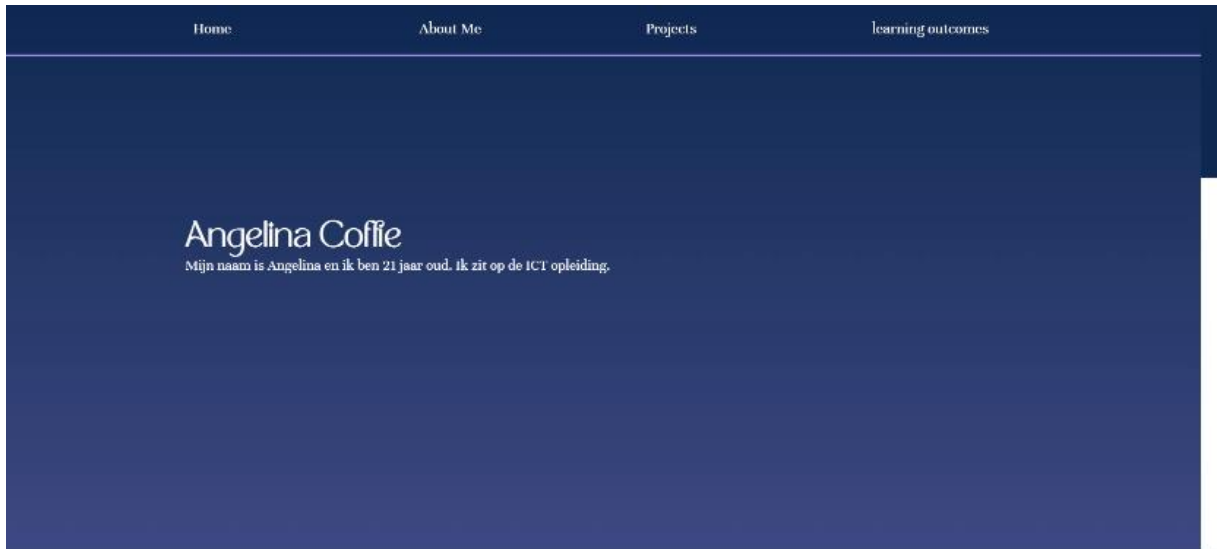 Home About Me Projects learning outcomes
Angelina Coffie
Mijn naam is Angelina en ik ben 21 jaar oud. Ik zit op de ICT opleiding.